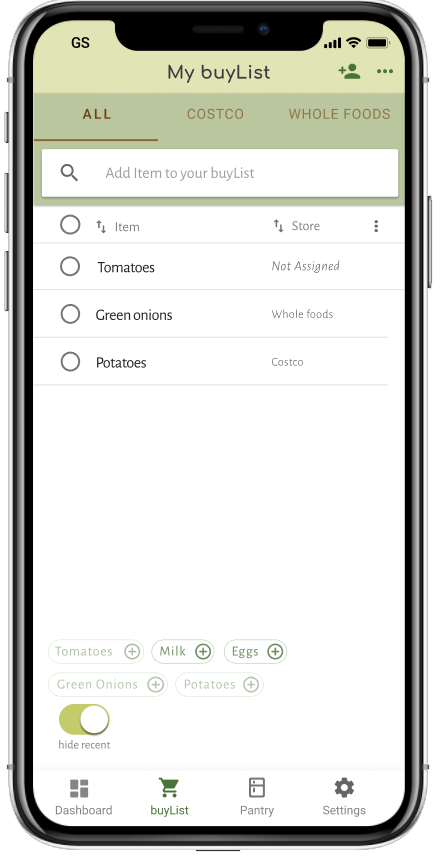 GS
My buyList
ALL COSTCO WHOLE FOODS
Add Item to your buyList
Item Store
Tomatoes Not Assigned
Green onions Whole foods
Potatoes Costco
Tomatoes Milk Eggs
Green Onions Potatoes
hide recent
Dashboard buyList Pantry Settings